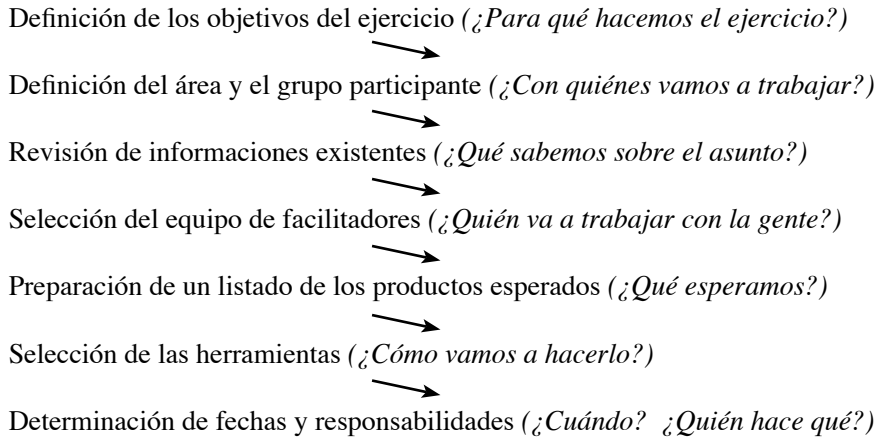 Definición de los objetivos del ejercicio (¿Para qué hacemos el ejercicio?)
Definición del área y el grupo participante (¿Con quiénes vamos a trabajar?)
Revisión de informaciones existentes (¿Qué sabemos sobre el asunto?)
Selección del equipo de facilitadores (¿Quién va a trabajar con la gente?)
Preparación de un listado de los productos esperados (¿Qué esperamos?)
Selección de las herramientas (¿Cómo vamos a hacerlo?)
Determinación de fechas y responsabilidades (¿Cuándo? ¿Quién hace qué?)